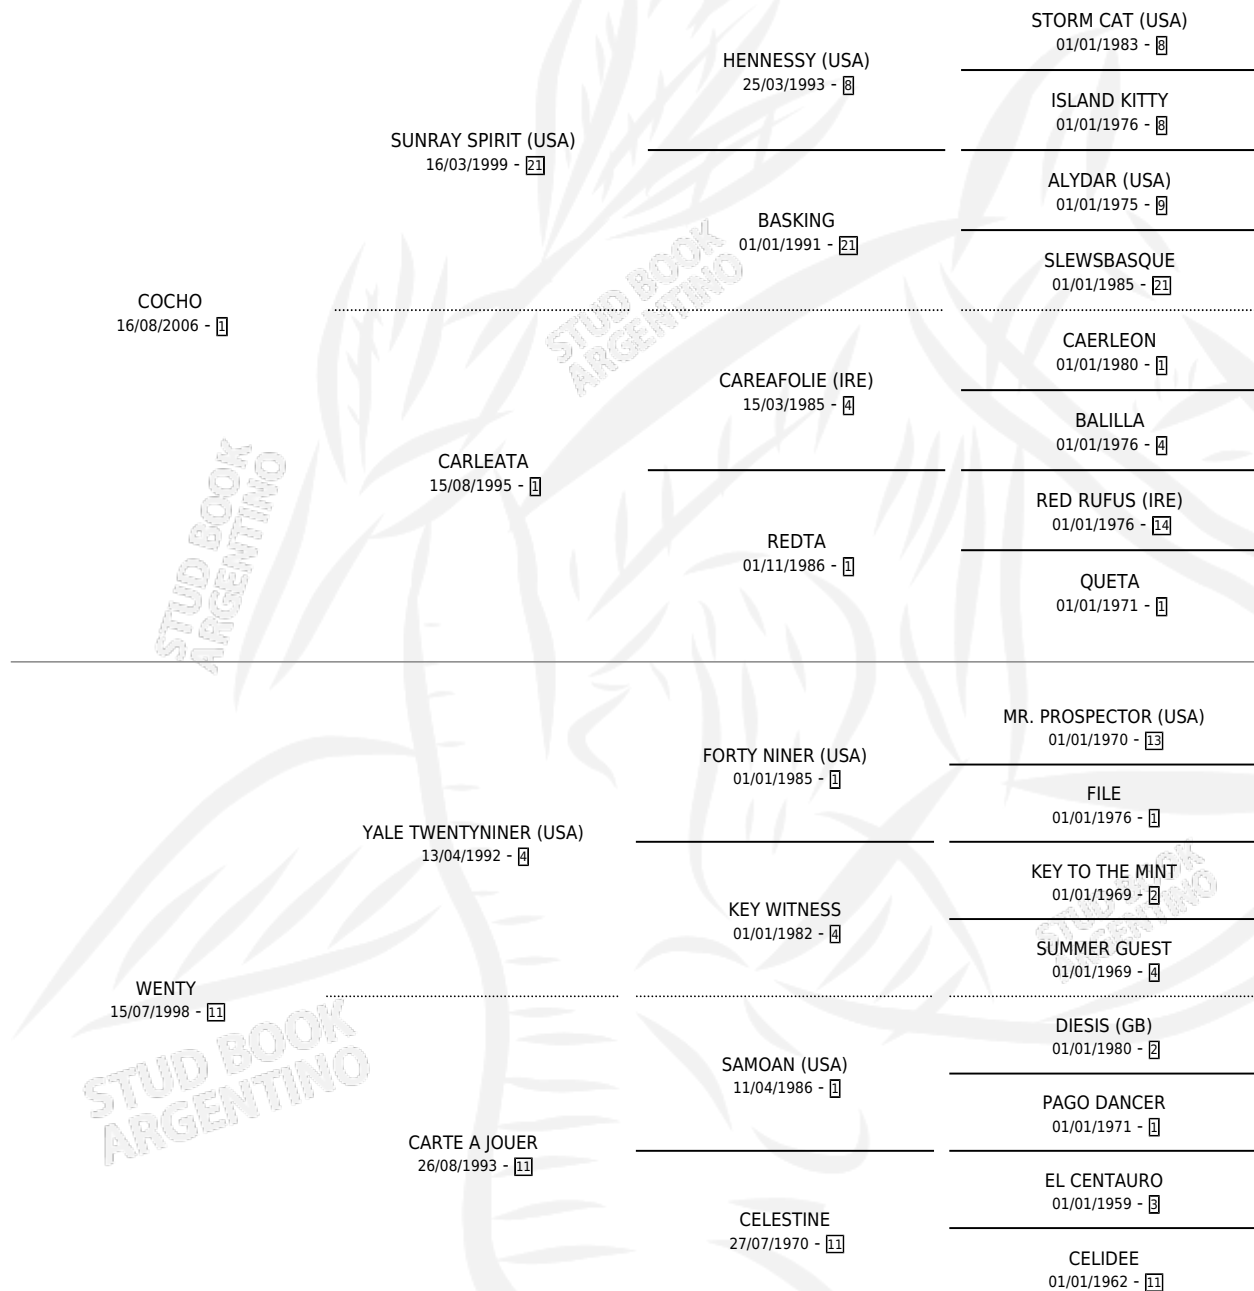 STORM CAT (USA)
01/01/1983 - 8
HENNESSY (USA)
25/03/1993 - 8
ISLAND KITTY
01/01/1976 - 8
SUNRAY SPIRIT (USA)
16/03/1999 - 21
ALYDAR (USA)
01/01/1975 - 9
BASKING
01/01/1991 - 21
SLEWSBASQUE
01/01/1985 - 21
COCHO
16/08/2006 - 1
CAERLEON
01/01/1980 - 1
CAREAFOLIE (IRE)
15/03/1985 - 4
BALILLA
01/01/1976 - 4
CARLEATA
15/08/1995 - 1
RED RUFUS (IRE)
01/01/1976 - 14
REDTA
01/11/1986 - 1
QUETA
01/01/1971 - 1
MR. PROSPECTOR (USA)
01/01/1970 - 13
FORTY NINER (USA)
01/01/1985 - 1
FILE
01/01/1976 - 1
YALE TWENTYNINER (USA)
13/04/1992 - 4
KEY TO THE MINT
01/01/1969 - 2
KEY WITNESS
01/01/1982 - 4
SUMMER GUEST
01/01/1969 - 4
WENTY
15/07/1998 - 11
DIESIS (GB)
01/01/1980 - 2
SAMOAN (USA)
11/04/1986 - 1
PAGO DANCER
01/01/1971 - 1
CARTE A JOUER
26/08/1993 - 11
EL CENTAURO
01/01/1959 - 3
CELESTINE
27/07/1970 - 11
CELIDEE
01/01/1962 - 11
STUD BOOK
ARGENTINO
STUD BOOK
ARGENTINO
STUD BOOK
ARGENTINO
STUD BOOK
ARGENTINO